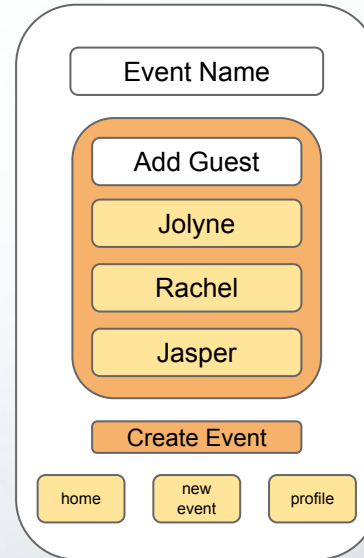 Event Name
Add Guest
Jolyne
Rachel
Jasper
Create Event
home
new
event
profile